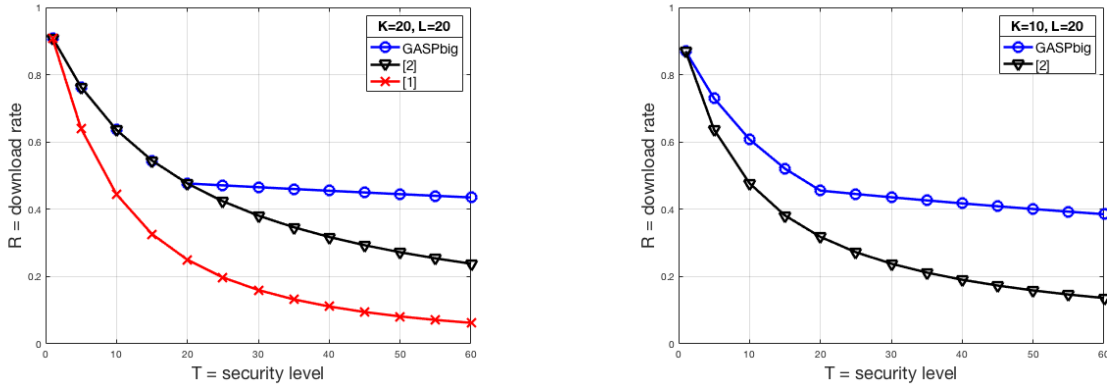 K=20, L=20
GASPbig
[2]
[1]
R = download rate
1
0.8
0.6
0.4
0.2
0
0 10 20 30 40 50 60
T = security level
K=10, L=20
GASPbig
[2]
R = download rate
1
0.8
0.6
0.4
0.2
0
0 10 20 30 40 50 60
T = security level